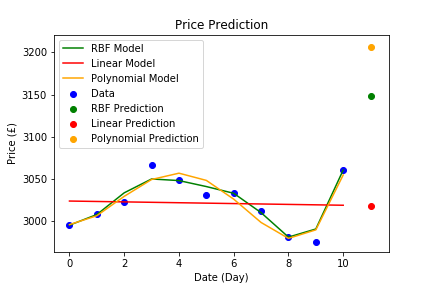 Price Prediction
RBF Model
Linear Model
Polynomial Model
Data
RBF Prediction
Linear Prediction
Polynomial Prediction
Price (£)
3200
3150
3100
3050
3000
0 2 4 6 8 10
Date (Day)